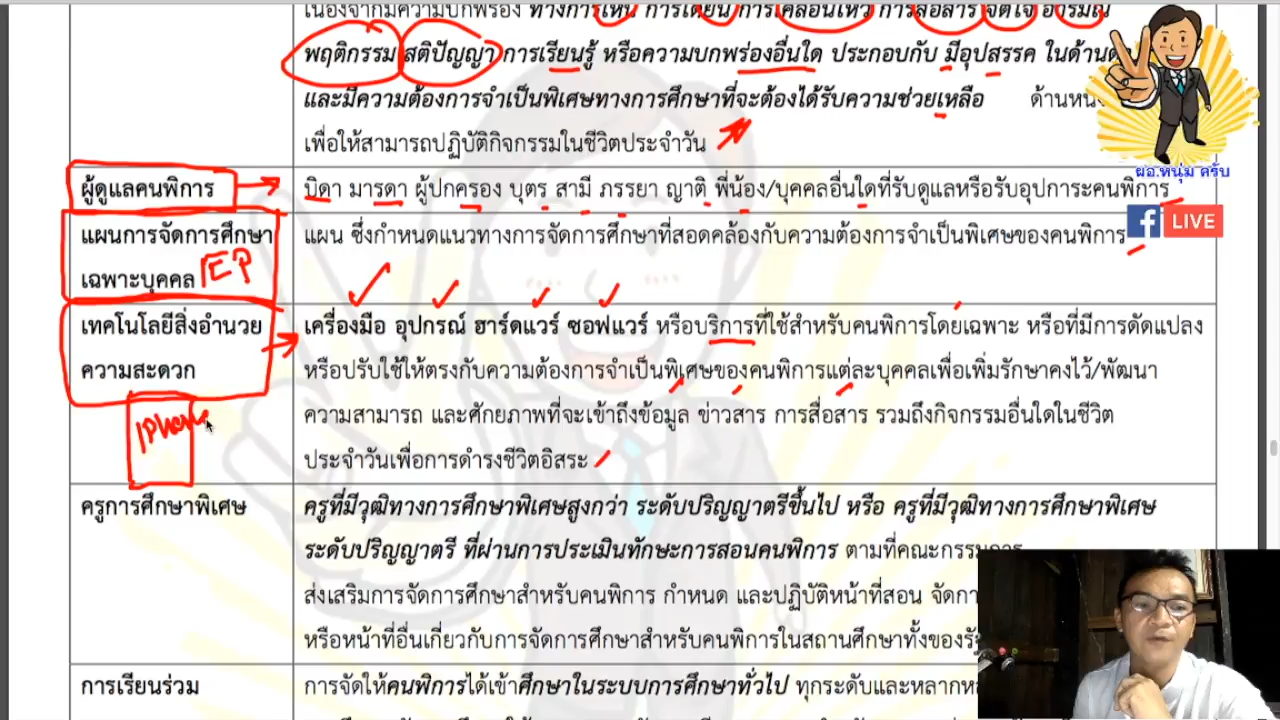 เนื่องจากมีความบกพร่อง ทางการเห็น การได้ยิน การเคลื่อนไหว การสื่อสาร จิตใจ อารมณ์
พฤติกรรม สติปัญญา การเรียนรู้ หรือความบกพร่องอื่นใด ประกอบกับ มีอุปสรรค ในด้าน
และมีความต้องการจำเป็นพิเศษทางการศึกษาที่จะต้องได้รับความช่วยเหลือ ด้านหนึ่ง
เพื่อให้สามารถปฏิบัติกิจกรรมในชีวิตประจำวัน
ผอ.หนุ่ม ครับ
ผู้ดูแลคนพิการ บิดา มารดา ผู้ปกครอง บุตร สามี ภรรยา ญาติ พี่น้อง/บุคคลอื่นใดที่รับดูแลหรือรับอุปการะคนพิการ
f LIVE
แผนการจัดการศึกษา แผน ซึ่งกำหนดแนวทางการจัดการศึกษาที่สอดคล้องกับความต้องการจำเป็นพิเศษของคนพิการ
เฉพาะบุคคล IEP
เทคโนโลยีสิ่งอำนวย เครื่องมือ อุปกรณ์ ฮาร์ดแวร์ ซอฟแวร์ หรือบริการที่ใช้สำหรับคนพิการโดยเฉพาะ หรือที่มีการดัดแปลง
ความสะดวก หรือปรับใช้ให้ตรงกับความต้องการจำเป็นพิเศษของคนพิการแต่ละบุคคลเพื่อเพิ่มรักษาคงไว้/พัฒนา
IPhone ความสามารถ และศักยภาพที่จะเข้าถึงข้อมูล ข่าวสาร การสื่อสาร รวมถึงกิจกรรมอื่นใดในชีวิต
ประจำวันเพื่อการดำรงชีวิตอิสระ
ครูการศึกษาพิเศษ ครูที่มีวุฒิทางการศึกษาพิเศษสูงกว่า ระดับปริญญาตรีขึ้นไป หรือ ครูที่มีวุฒิทางการศึกษาพิเศษ
ระดับปริญญาตรี ที่ผ่านการประเมินทักษะการสอนคนพิการ ตามที่คณะกรรมการ
ส่งเสริมการจัดการศึกษาสำหรับคนพิการ กำหนด และปฏิบัติหน้าที่สอน จัดกา
หรือหน้าที่อื่นเกี่ยวกับการจัดการศึกษาสำหรับคนพิการในสถานศึกษาทั้งของรัฐ
การเรียนร่วม การจัดให้คนพิการได้เข้าศึกษาในระบบการศึกษาทั่วไป ทุกระดับและหลากห